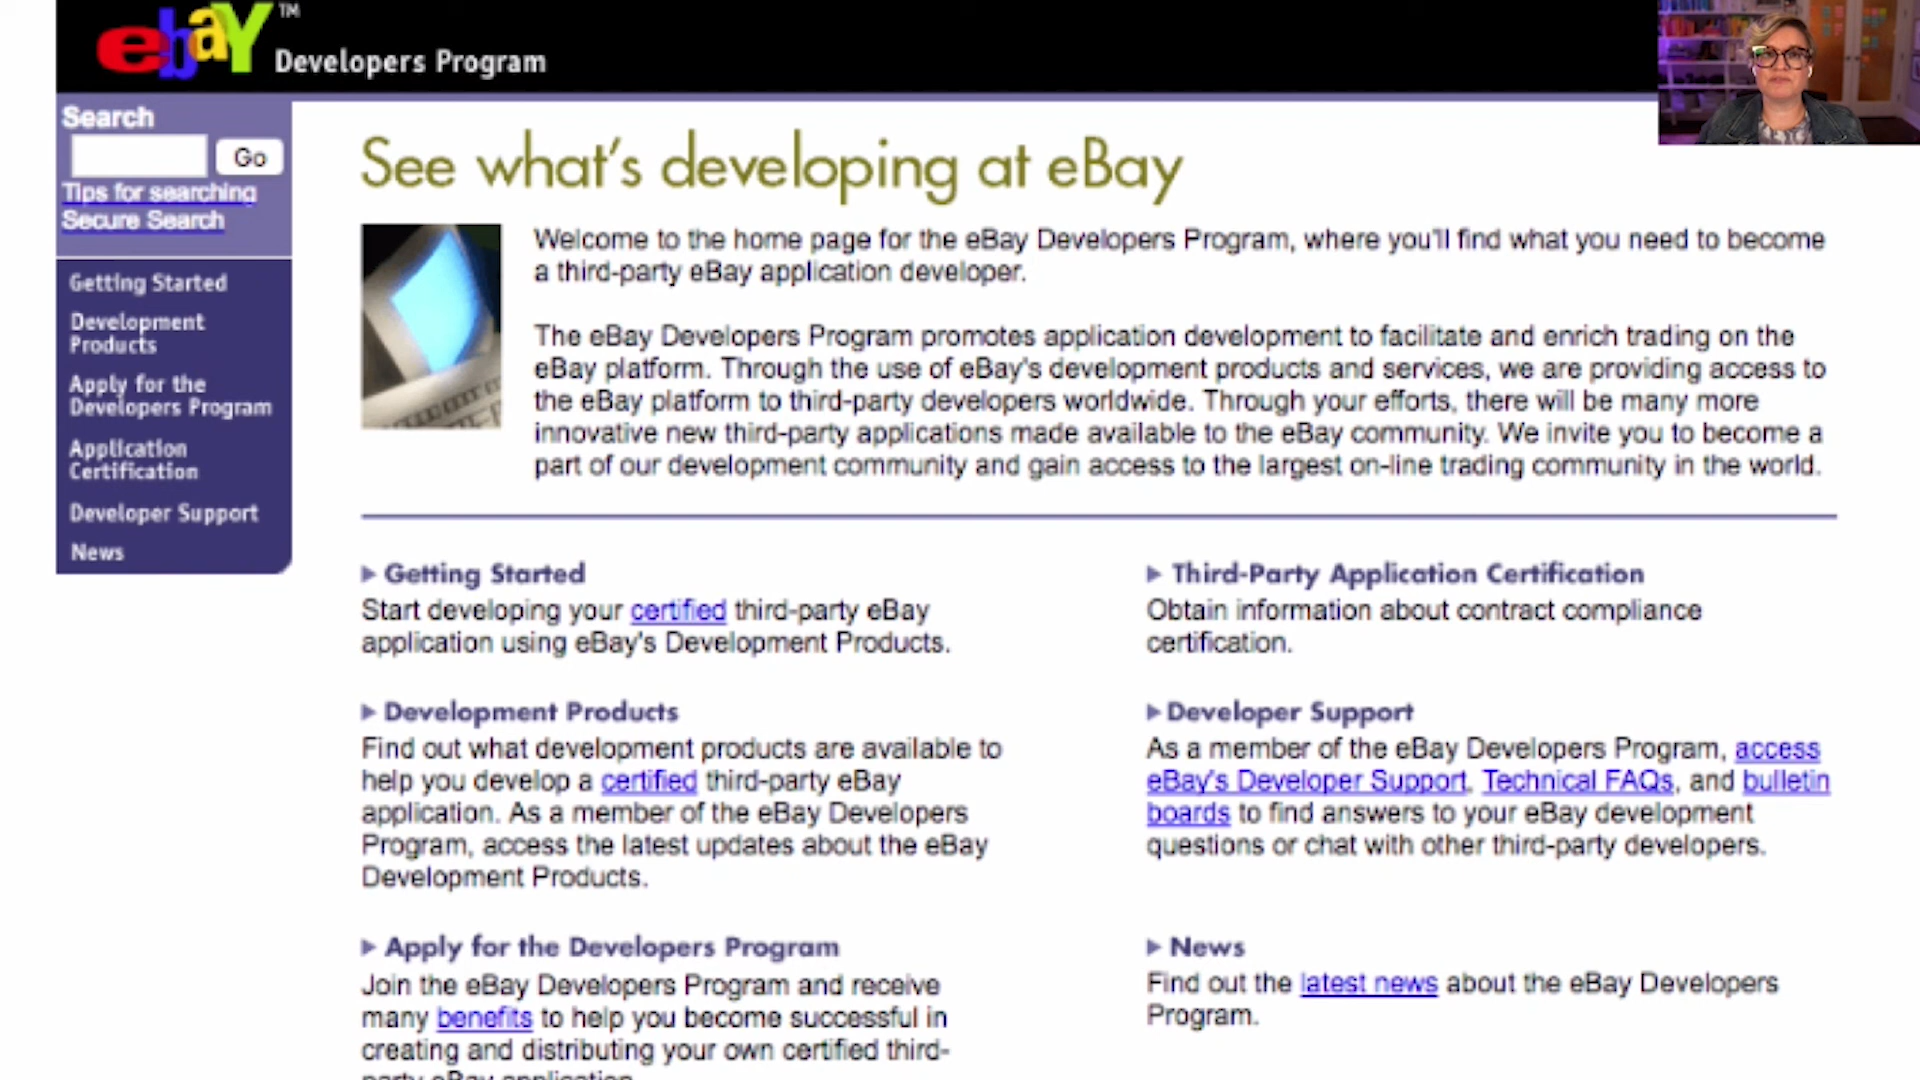 ebaY™
Developers Program
Search
Go
Tips for searching
Secure Search
Getting Started
Development
Products
Apply for the
Developers Program
Application
Certification
Developer Support
News
See what's developing at eBay
Welcome to the home page for the eBay Developers Program, where you'll find what you need to become
a third-party eBay application developer.
The eBay Developers Program promotes application development to facilitate and enrich trading on the
eBay platform. Through the use of eBay's development products and services, we are providing access to
the eBay platform to third-party developers worldwide. Through your efforts, there will be many more
innovative new third-party applications made available to the eBay community. We invite you to become a
part of our development community and gain access to the largest on-line trading community in the world.
Getting Started
Start developing your certified third-party eBay
application using eBay's Development Products.
Development Products
Find out what development products are available to
help you develop a certified third-party eBay
application. As a member of the eBay Developers
Program, access the latest updates about the eBay
Development Products.
Apply for the Developers Program
Join the eBay Developers Program and receive
many benefits to help you become successful in
creating and distributing your own certified third-
party eBay application.
Third-Party Application Certification
Obtain information about contract compliance
certification.
Developer Support
As a member of the eBay Developers Program, access
eBay's Developer Support, Technical FAQs, and bulletin
boards to find answers to your eBay development
questions or chat with other third-party developers.
News
Find out the latest news about the eBay Developers
Program.